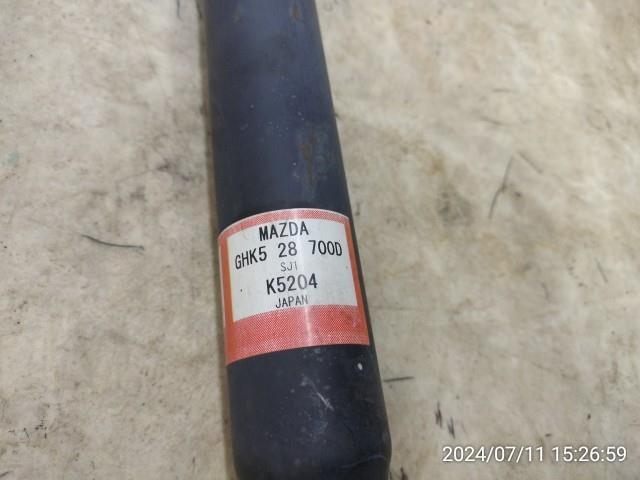 MAZDA
GHK5 28 700D
SJ1
K5204
JAPAN
2024/07/11 15:26:59